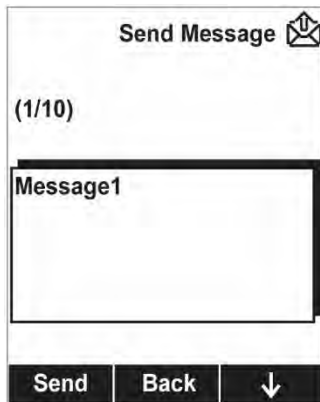 Send Message
(1/10)
Message1
Send Back ↓